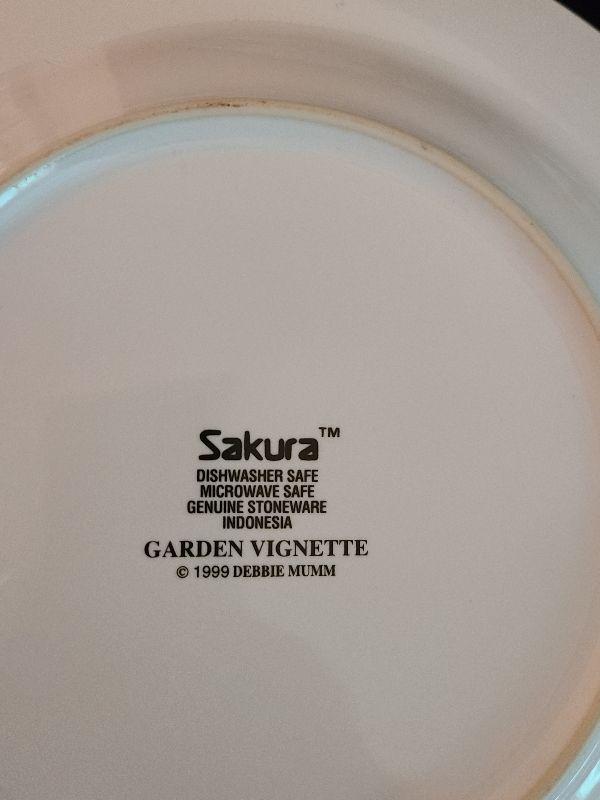 Sakura™
DISHWASHER SAFE
MICROWAVE SAFE
GENUINE STONEWARE
INDONESIA
GARDEN VIGNETTE
© 1999 DEBBIE MUMM